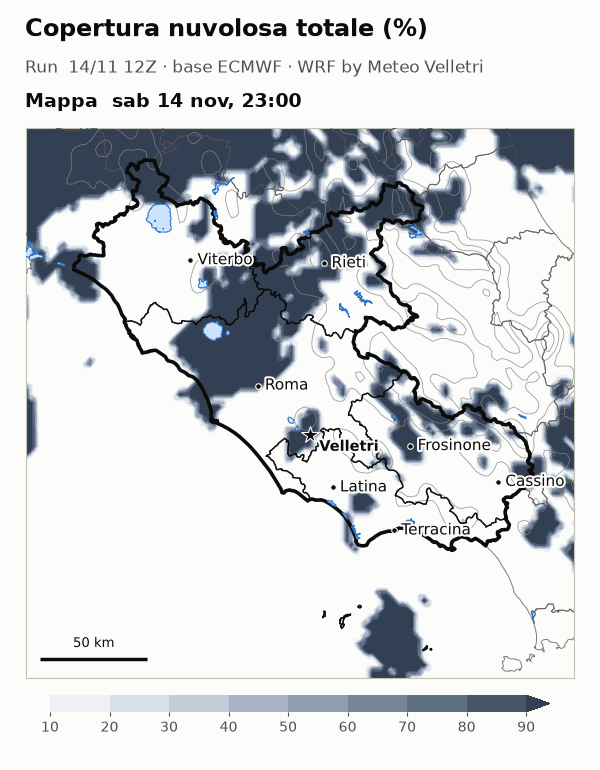 Copertura nuvolosa totale (%)
Run 14/11 12Z · base ECMWF · WRF by Meteo Velletri
Mappa sab 14 nov, 23:00
Viterbo
Rieti
Roma
Velletri
Frosinone
Latina
Cassino
Terracina
50 km
10 20 30 40 50 60 70 80 90